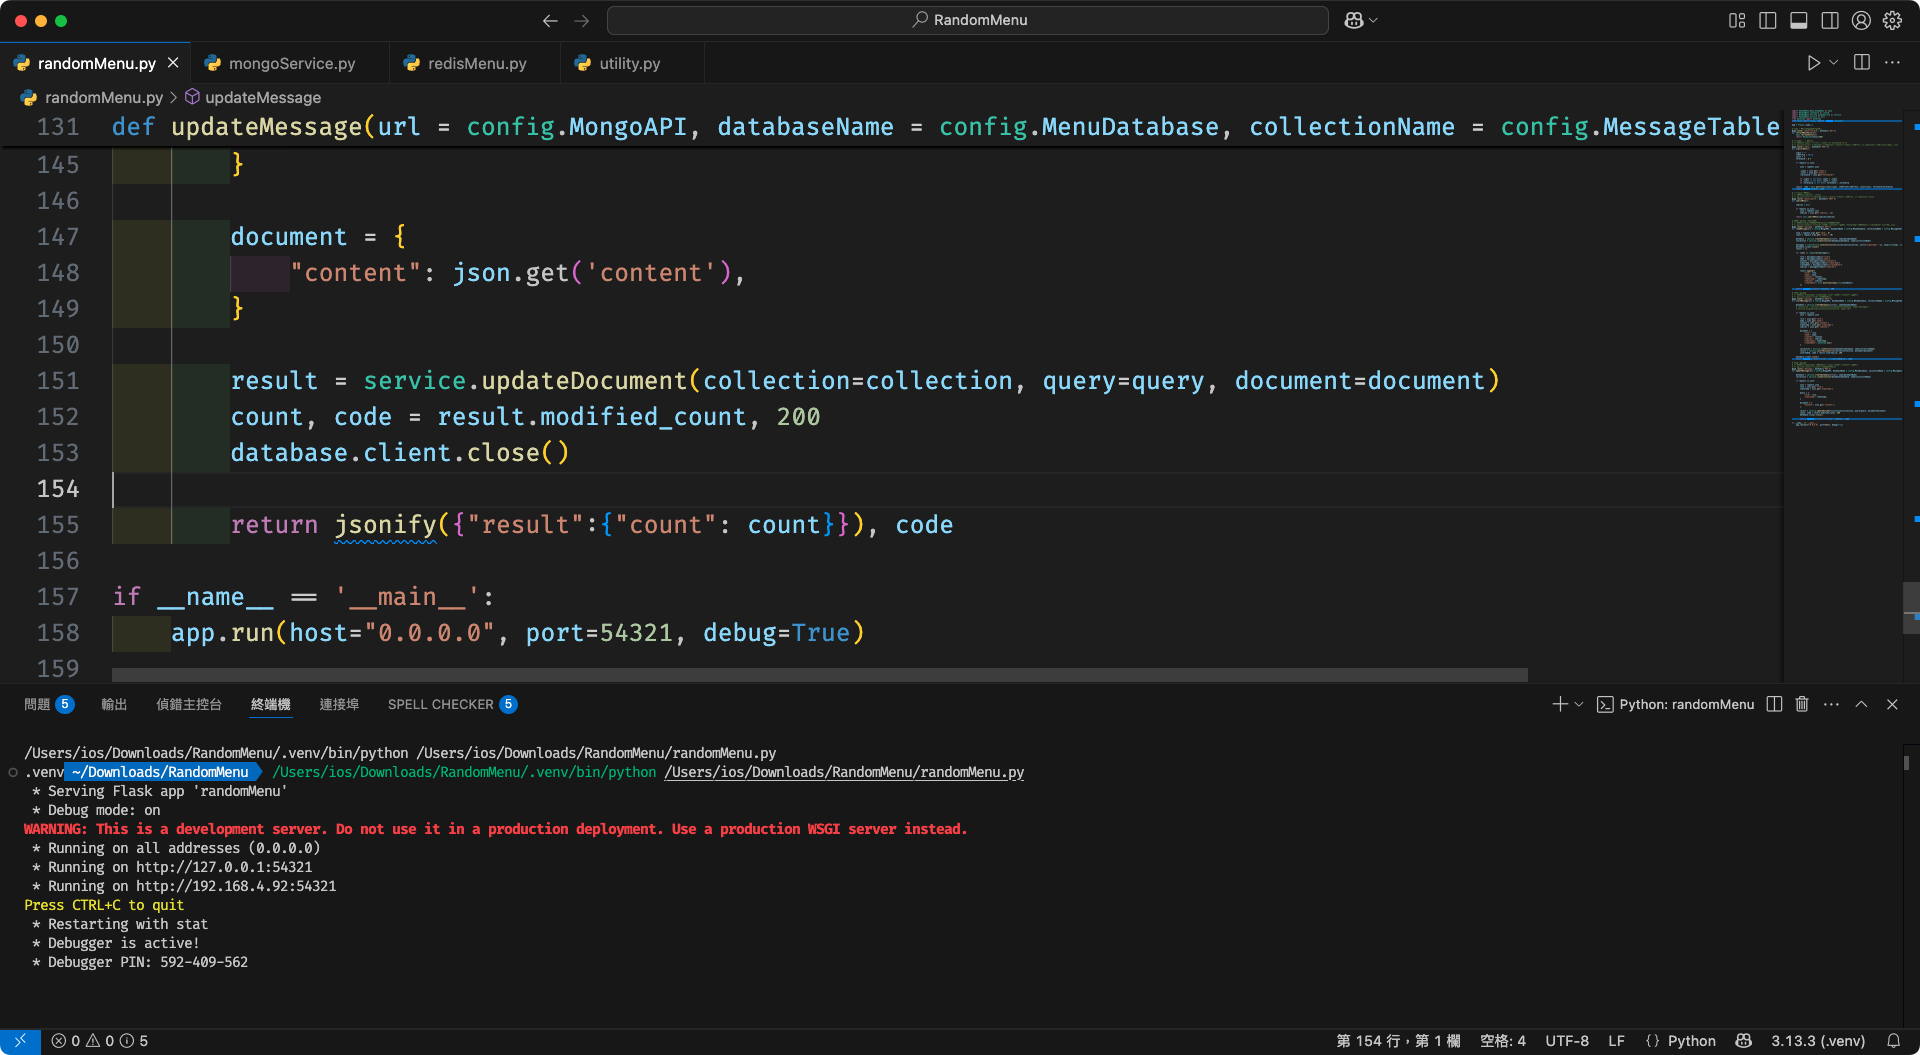 RandomMenu
randomMenu.py
mongoService.py
redisMenu.py
utility.py
randomMenu.py > updateMessage
131 def updateMessage(url = config.MongoAPI, databaseName = config.MenuDatabase, collectionName = config.MessageTable
145 }
146
147 document = {
148 "content": json.get('content'),
149 }
150
151 result = service.updateDocument(collection=collection, query=query, document=document)
152 count, code = result.modified_count, 200
153 database.client.close()
154
155 return jsonify({"result":{"count": count}}), code
156
157 if __name__ == '__main__':
158 app.run(host="0.0.0.0", port=54321, debug=True)
159
問題 5 輸出 偵錯主控台 終端機 連接埠 SPELL CHECKER 5 Python: randomMenu
/Users/ios/Downloads/RandomMenu/.venv/bin/python /Users/ios/Downloads/RandomMenu/randomMenu.py
.venv ~/Downloads/RandomMenu /Users/ios/Downloads/RandomMenu/.venv/bin/python /Users/ios/Downloads/RandomMenu/randomMenu.py
* Serving Flask app 'randomMenu'
* Debug mode: on
WARNING: This is a development server. Do not use it in a production deployment. Use a production WSGI server instead.
* Running on all addresses (0.0.0.0)
* Running on http://127.0.0.1:54321
* Running on http://192.168.4.92:54321
Press CTRL+C to quit
* Restarting with stat
* Debugger is active!
* Debugger PIN: 592-409-562
0 0 5 第 154 行，第 1 欄 空格: 4 UTF-8 LF {} Python 3.13.3 (.venv)